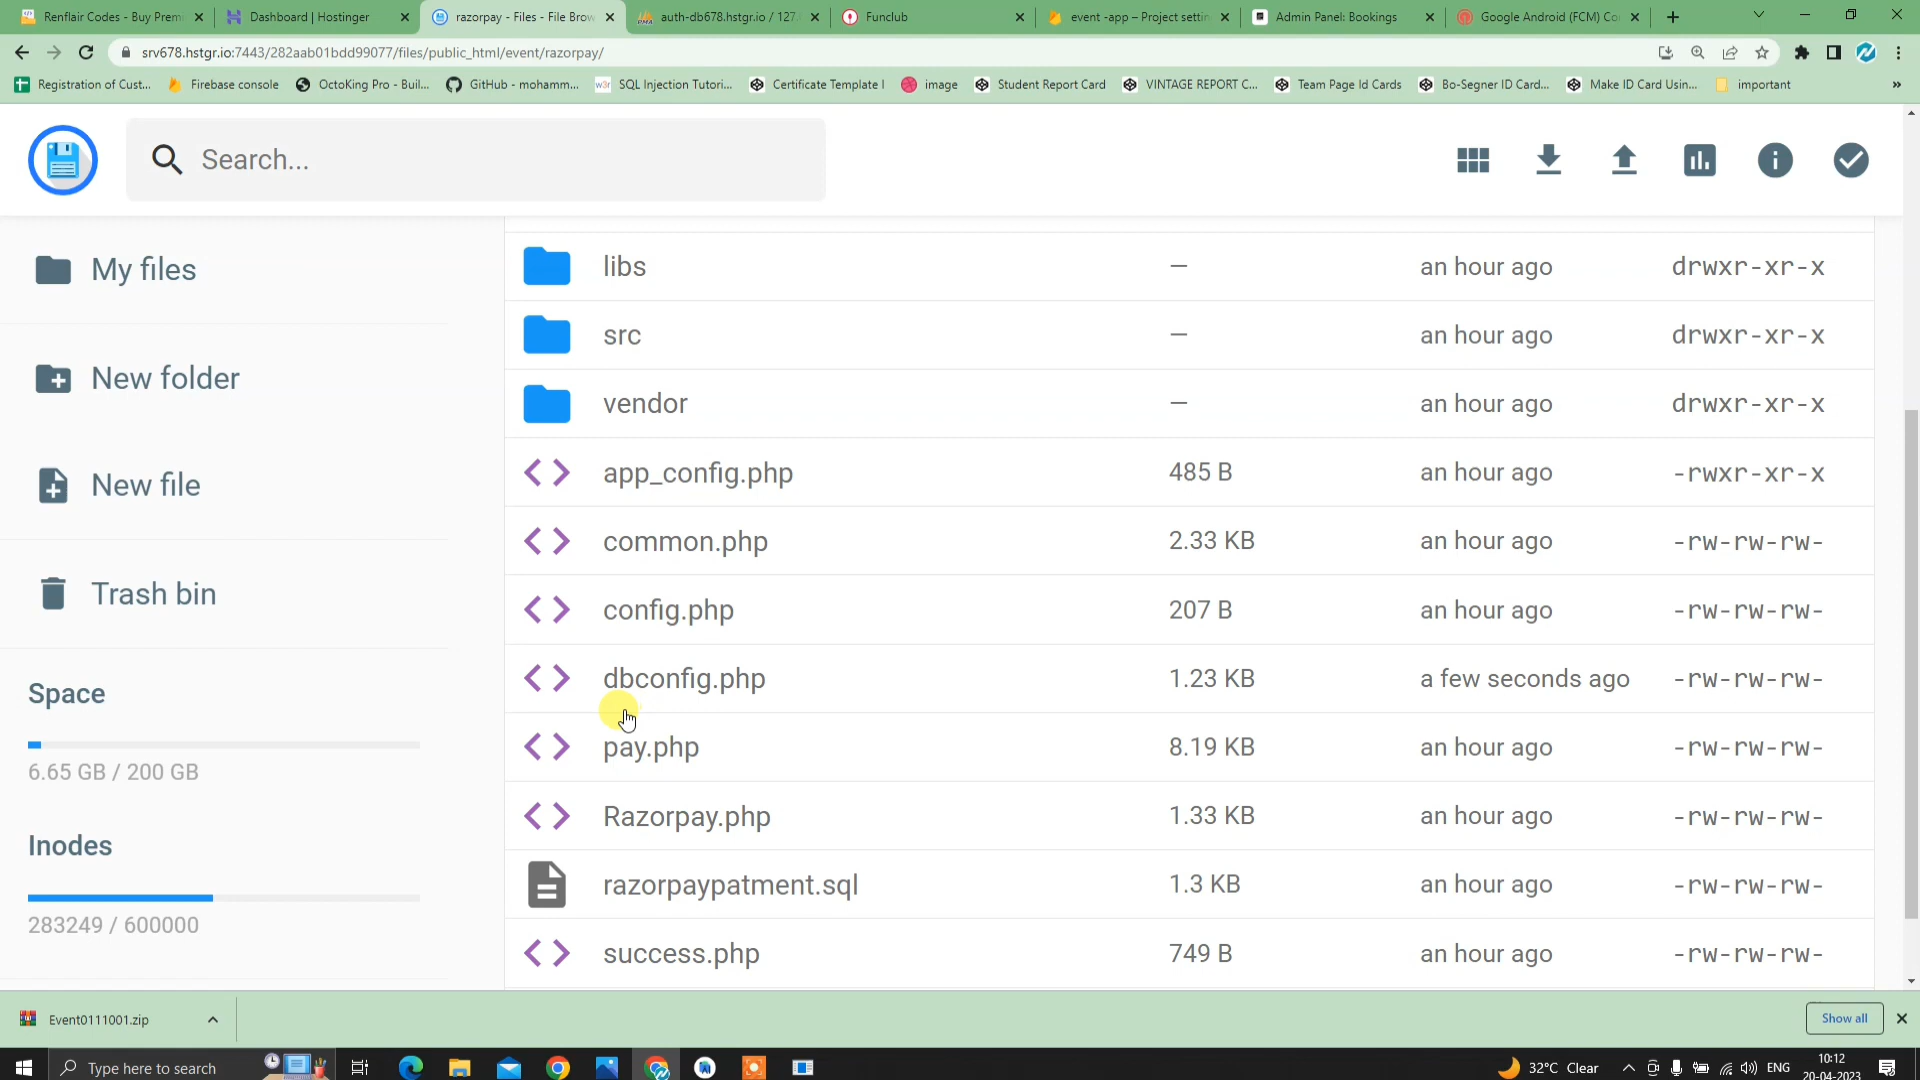 Renflair Codes - Buy Premi
Dashboard | Hostinger
razorpay - Files - File Brow
auth-db678.hstgr.io / 127.
Funclub
event -app – Project settin
Admin Panel: Bookings
Google Android (FCM) Co
srv678.hstgr.io:7443/282aab01bdd99077/files/public_html/event/razorpay/
Registration of Cust...
Firebase console
OctoKing Pro - Buil...
GitHub - mohamm...
SQL Injection Tutori...
Certificate Template I
image
Student Report Card
VINTAGE REPORT C...
Team Page Id Cards
Bo-Segner ID Card...
Make ID Card Usin...
important
»
Search...
My files
New folder
New file
Trash bin
Space
6.65 GB / 200 GB
Inodes
283249 / 600000
libs — an hour ago drwxr-xr-x
src — an hour ago drwxr-xr-x
vendor — an hour ago drwxr-xr-x
app_config.php 485 B an hour ago -rwxr-xr-x
common.php 2.33 KB an hour ago -rw-rw-rw-
config.php 207 B an hour ago -rw-rw-rw-
dbconfig.php 1.23 KB a few seconds ago -rw-rw-rw-
pay.php 8.19 KB an hour ago -rw-rw-rw-
Razorpay.php 1.33 KB an hour ago -rw-rw-rw-
razorpaypatment.sql 1.3 KB an hour ago -rw-rw-rw-
success.php 749 B an hour ago -rw-rw-rw-
Event0111001.zip
Show all
Type here to search
32°C Clear
ENG
10:12
20-04-2023